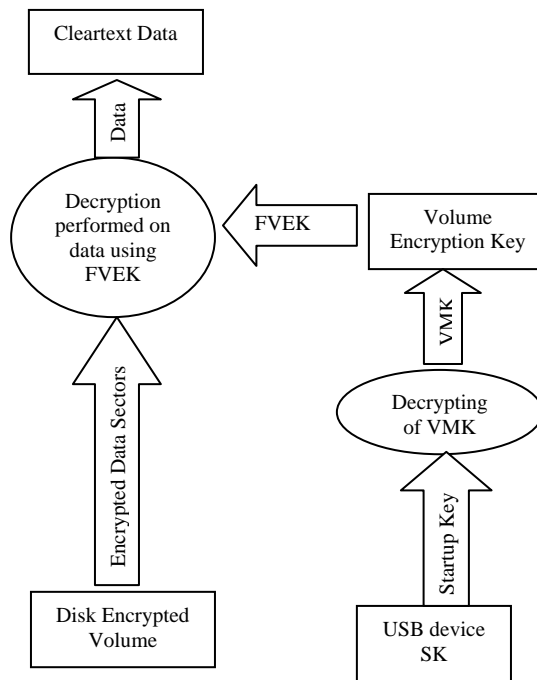 Cleartext Data
Data
Decryption
performed on
data using
FVEK
FVEK
Volume
Encryption Key
VMK
Decrypting
of VMK
Encrypted Data Sectors
Startup Key
Disk Encrypted
Volume
USB device
SK